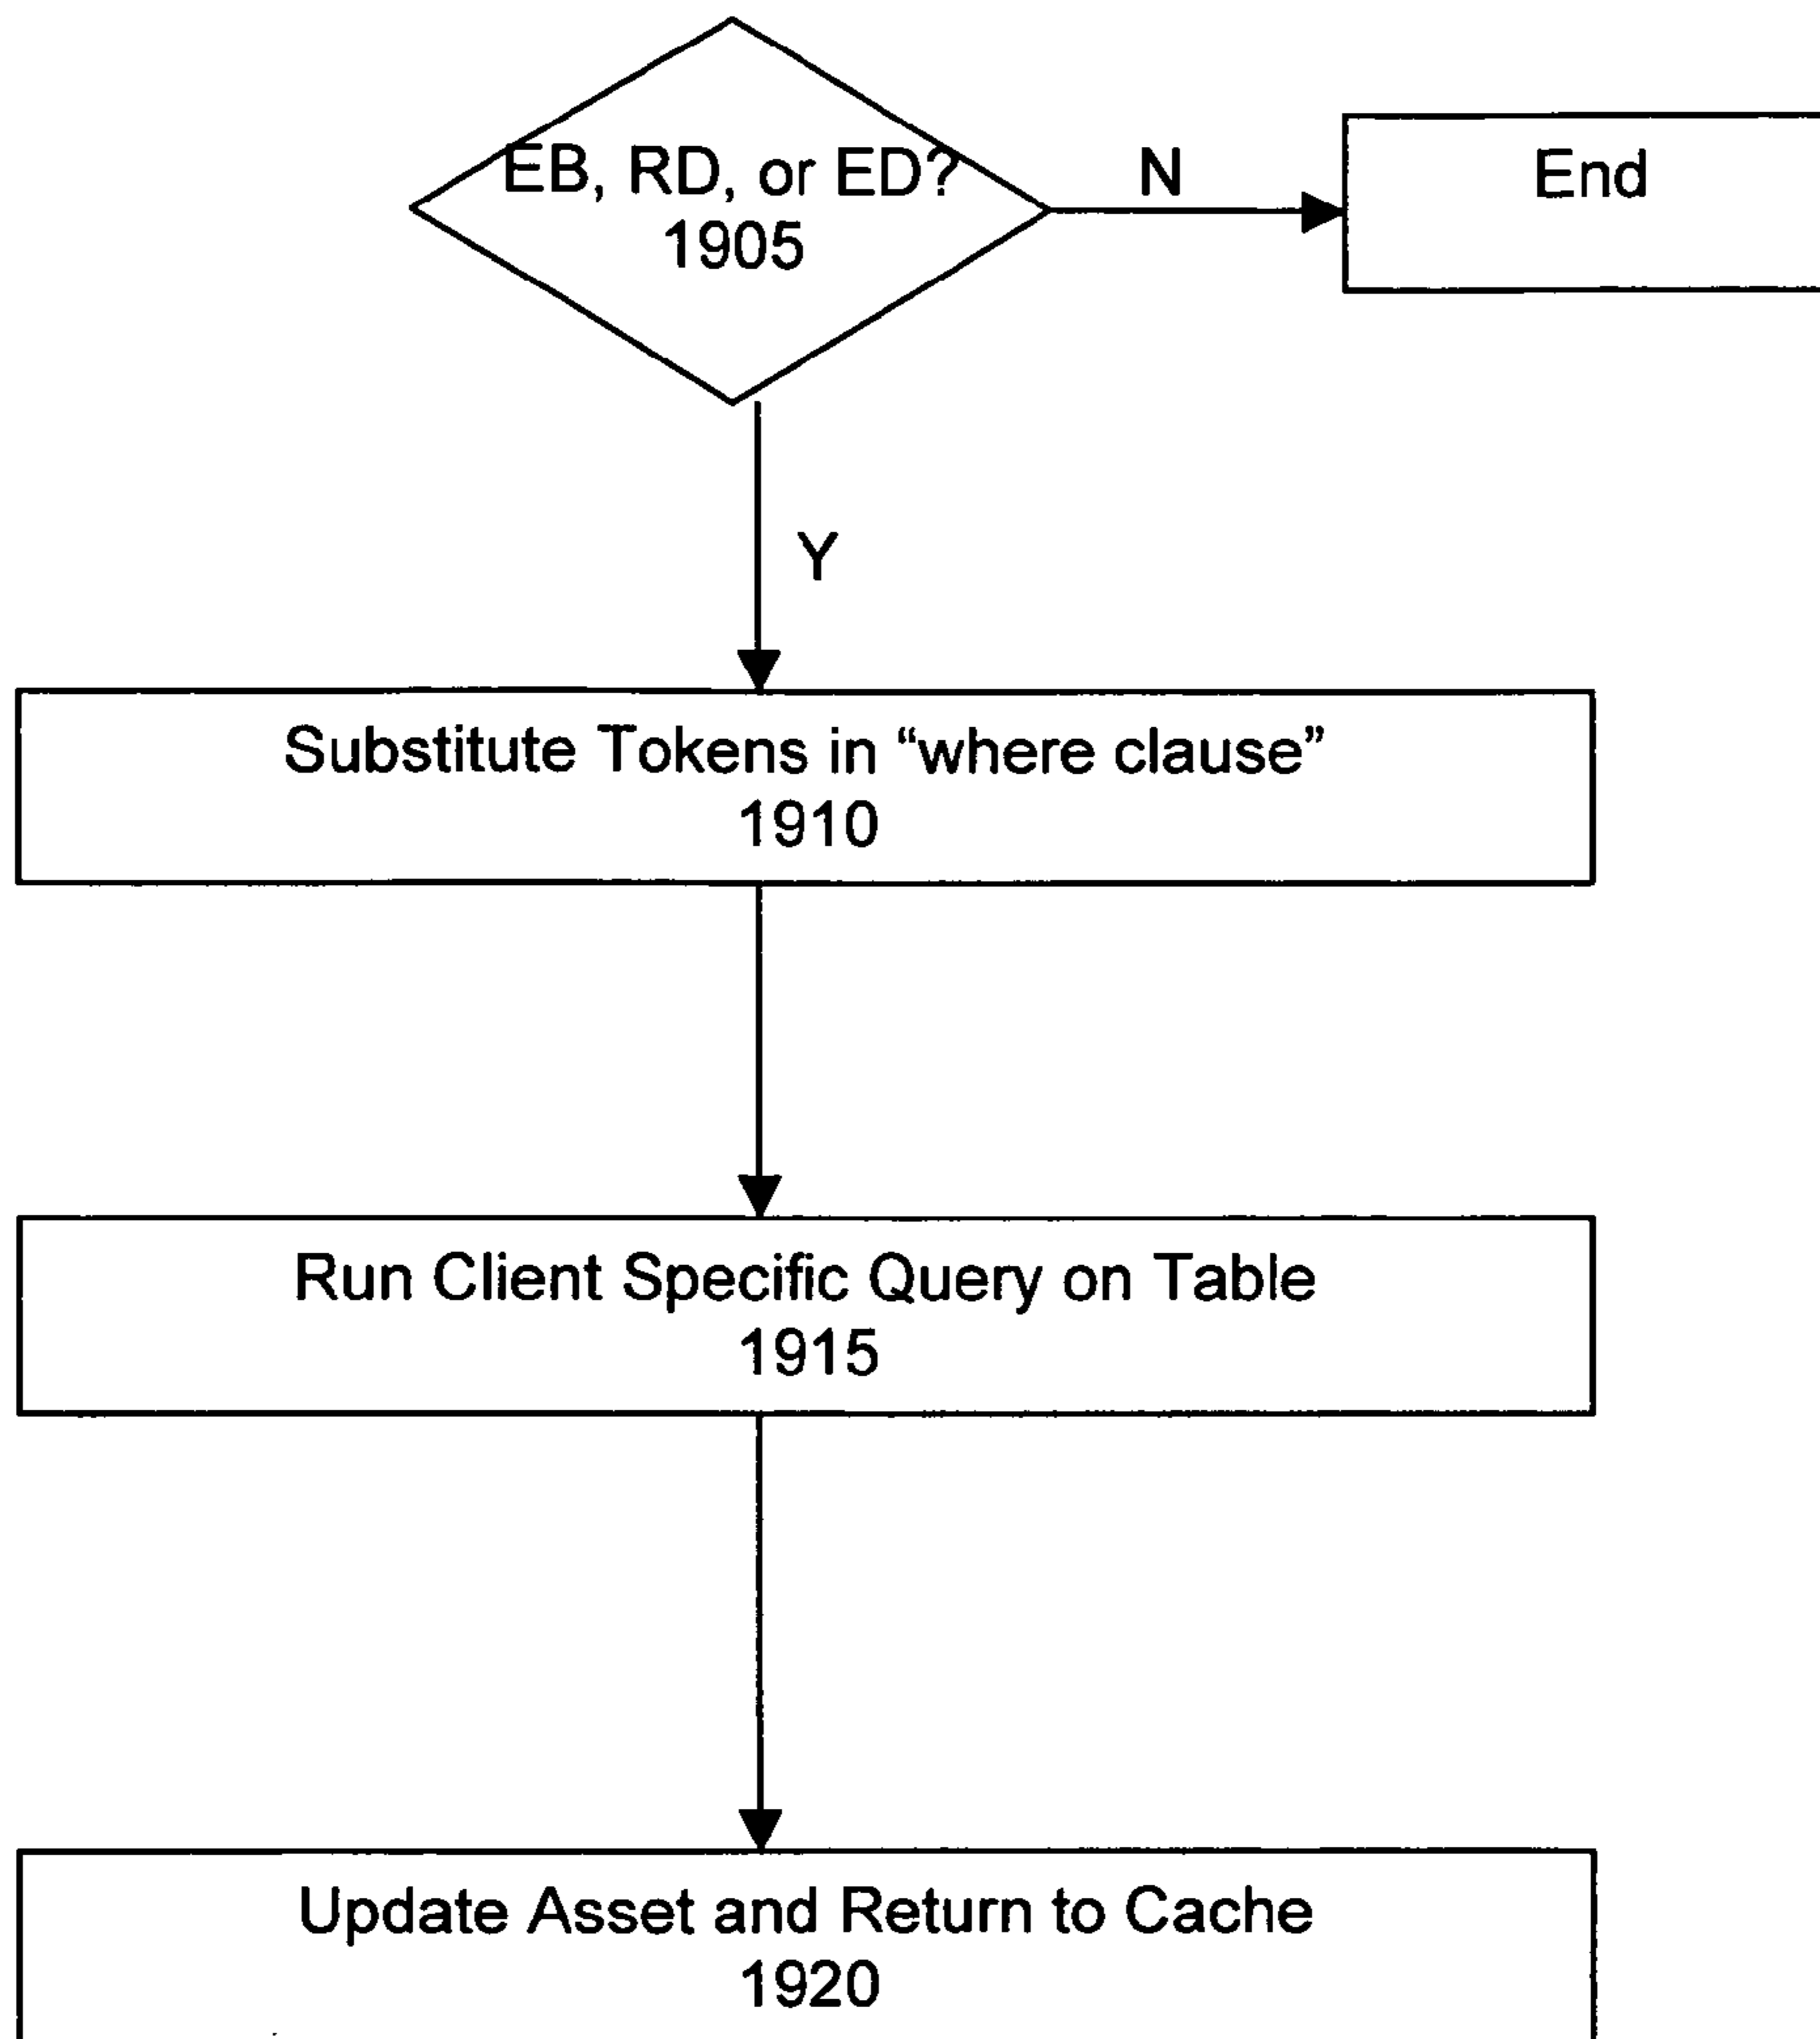 EB, RD, or ED?
1905
N
End
Y
Substitute Tokens in “where clause”
1910
Run Client Specific Query on Table
1915
Update Asset and Return to Cache
1920